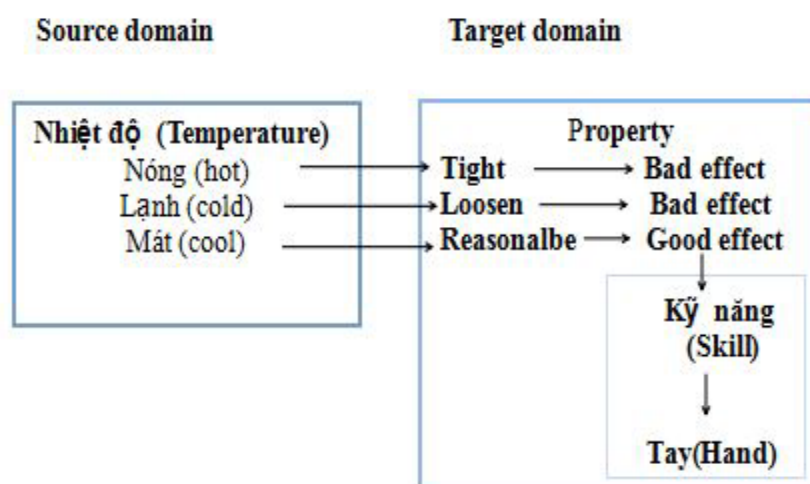 Source domain
Target domain
Nhiệt độ (Temperature)
Nóng (hot)
Lạnh (cold)
Mát (cool)
Property
Tight
Bad effect
Loosen
Bad effect
Reasonalbe
Good effect
Kỹ năng
(Skill)
Tay(Hand)